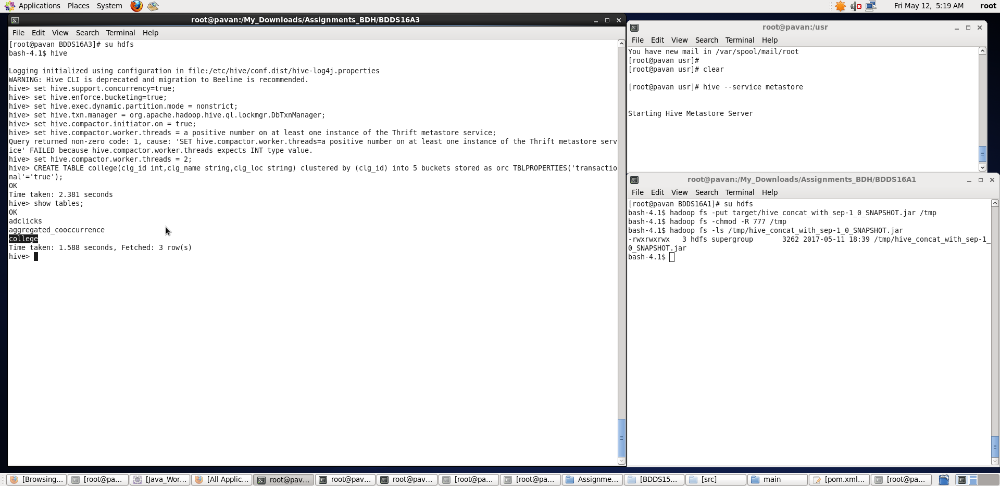 Applications Places System
Fri May 12, 5:19 AM root
root@pavan:/My_Downloads/Assignments_BDH/BDDS16A3
File Edit View Search Terminal Help
[root@pavan BDDS16A3]# su hdfs
bash-4.1$ hive
Logging initialized using configuration in file:/etc/hive/conf.dist/hive-log4j.properties
WARNING: Hive CLI is deprecated and migration to Beeline is recommended.
hive> set hive.support.concurrency=true;
hive> set hive.enforce.bucketing=true;
hive> set hive.exec.dynamic.partition.mode = nonstrict;
hive> set hive.txn.manager = org.apache.hadoop.hive.ql.lockmgr.DbTxnManager;
hive> set hive.compactor.initiator.on = true;
hive> set hive.compactor.worker.threads = a positive number on at least one instance of the Thrift metastore service;
Query returned non-zero code: 1, cause: 'SET hive.compactor.worker.threads=a positive number on at least one instance of the Thrift metastore serv
ice' FAILED because hive.compactor.worker.threads expects INT type value.
hive> set hive.compactor.worker.threads = 2;
hive> CREATE TABLE college(clg_id int,clg_name string,clg_loc string) clustered by (clg_id) into 5 buckets stored as orc TBLPROPERTIES('transactio
nal'='true');
OK
Time taken: 2.381 seconds
hive> show tables;
OK
adclicks
aggregated_cooccurrence
college
Time taken: 1.588 seconds, Fetched: 3 row(s)
hive>
root@pavan:/usr
File Edit View Search Terminal Help
You have new mail in /var/spool/mail/root
[root@pavan usr]#
[root@pavan usr]# clear
[root@pavan usr]# hive --service metastore
Starting Hive Metastore Server
root@pavan:/My_Downloads/Assignments_BDH/BDDS16A1
File Edit View Search Terminal Help
[root@pavan BDDS16A1]# su hdfs
bash-4.1$ hadoop fs -put target/hive_concat_with_sep-1_0_SNAPSHOT.jar /tmp
bash-4.1$ hadoop fs -chmod -R 777 /tmp
bash-4.1$ hadoop fs -ls /tmp/hive_concat_with_sep-1_0_SNAPSHOT.jar
-rwxrwxrwx 3 hdfs supergroup 3262 2017-05-11 18:39 /tmp/hive_concat_with_sep-1_
0_SNAPSHOT.jar
bash-4.1$
[Browsing... [root@pa... [Java_Wor... [All Applic... root@pav... root@pav... root@pav... [root@pa... [root@pa... Assignme... [BDDS15... [src] main [pom.xml... [root@pa...